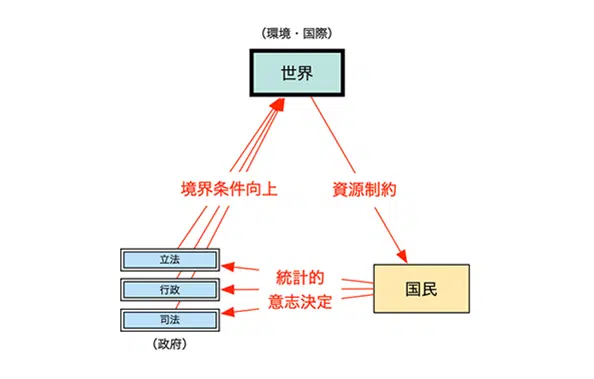 （環境・国際）
世界
境界条件向上
資源制約
立法
行政
司法
（政府）
統計的
意志決定
国民